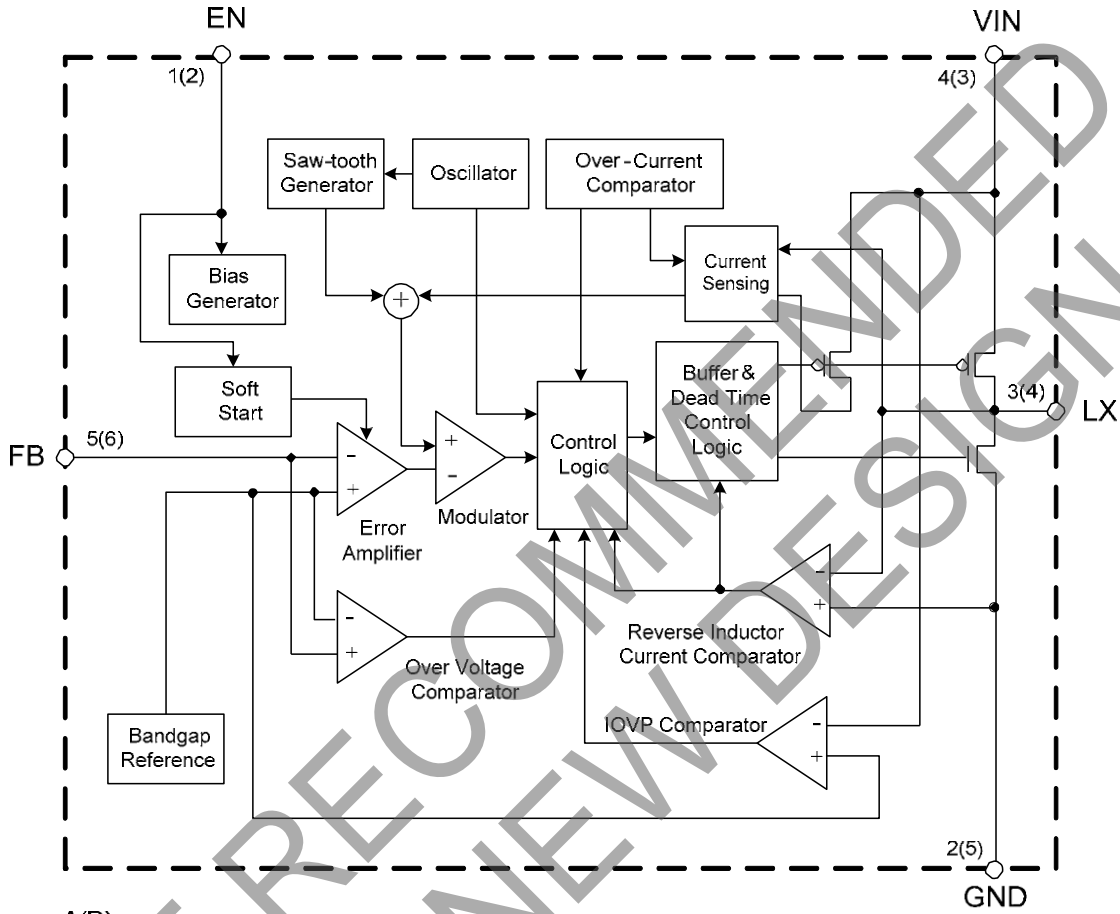 EN
VIN
1(2)
4(3)
Saw-tooth
Generator
Oscillator
Over-Current
Comparator
Current
Sensing
Bias
Generator
+
Soft
Start
Buffer &
Dead Time
Control
Logic
3(4)
LX
FB
5(6)
-
+
Error
Amplifier
+
-
Modulator
Control
Logic
-
+
Reverse Inductor
Current Comparator
-
+
Over Voltage
Comparator
IOVP Comparator
-
+
Bandgap
Reference
2(5)
GND
A(B)
RECOMMENDED
NEW DESIGN